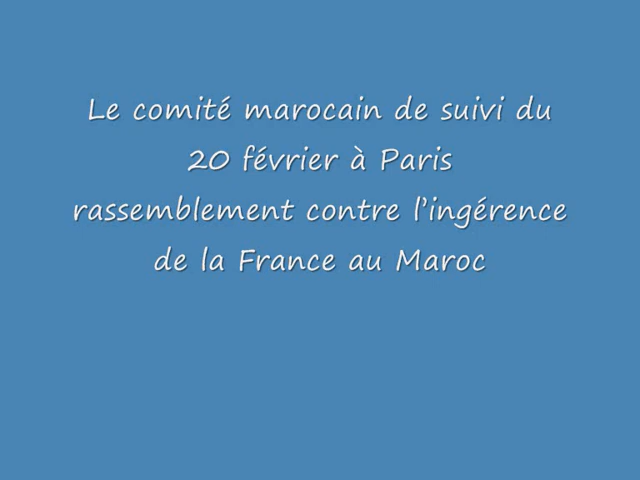 Le comité marocain de suivi du
20 février à Paris
rassemblement contre l’ingérence
de la France au Maroc